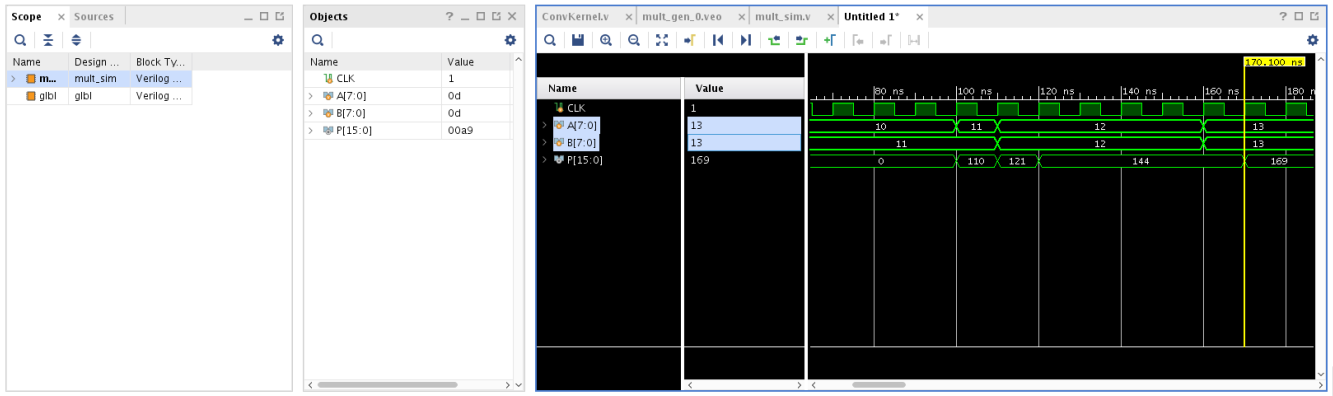 Scope × Sources
Name Design ... Block Ty...
m... mult_sim Verilog ...
glbl glbl Verilog ...
Objects ?
Name Value
CLK 1
A[7:0] 0d
B[7:0] 0d
P[15:0] 00a9
ConvKernel.v × mult_gen_0.veo × mult_sim.v × Untitled 1* × ?
170.100 ns
Name Value
80 ns 100 ns 120 ns 140 ns 160 ns 180 n
CLK 1
A[7:0] 13 10 11 12 13
B[7:0] 13 11 12 13
P[15:0] 169 0 110 121 144 169